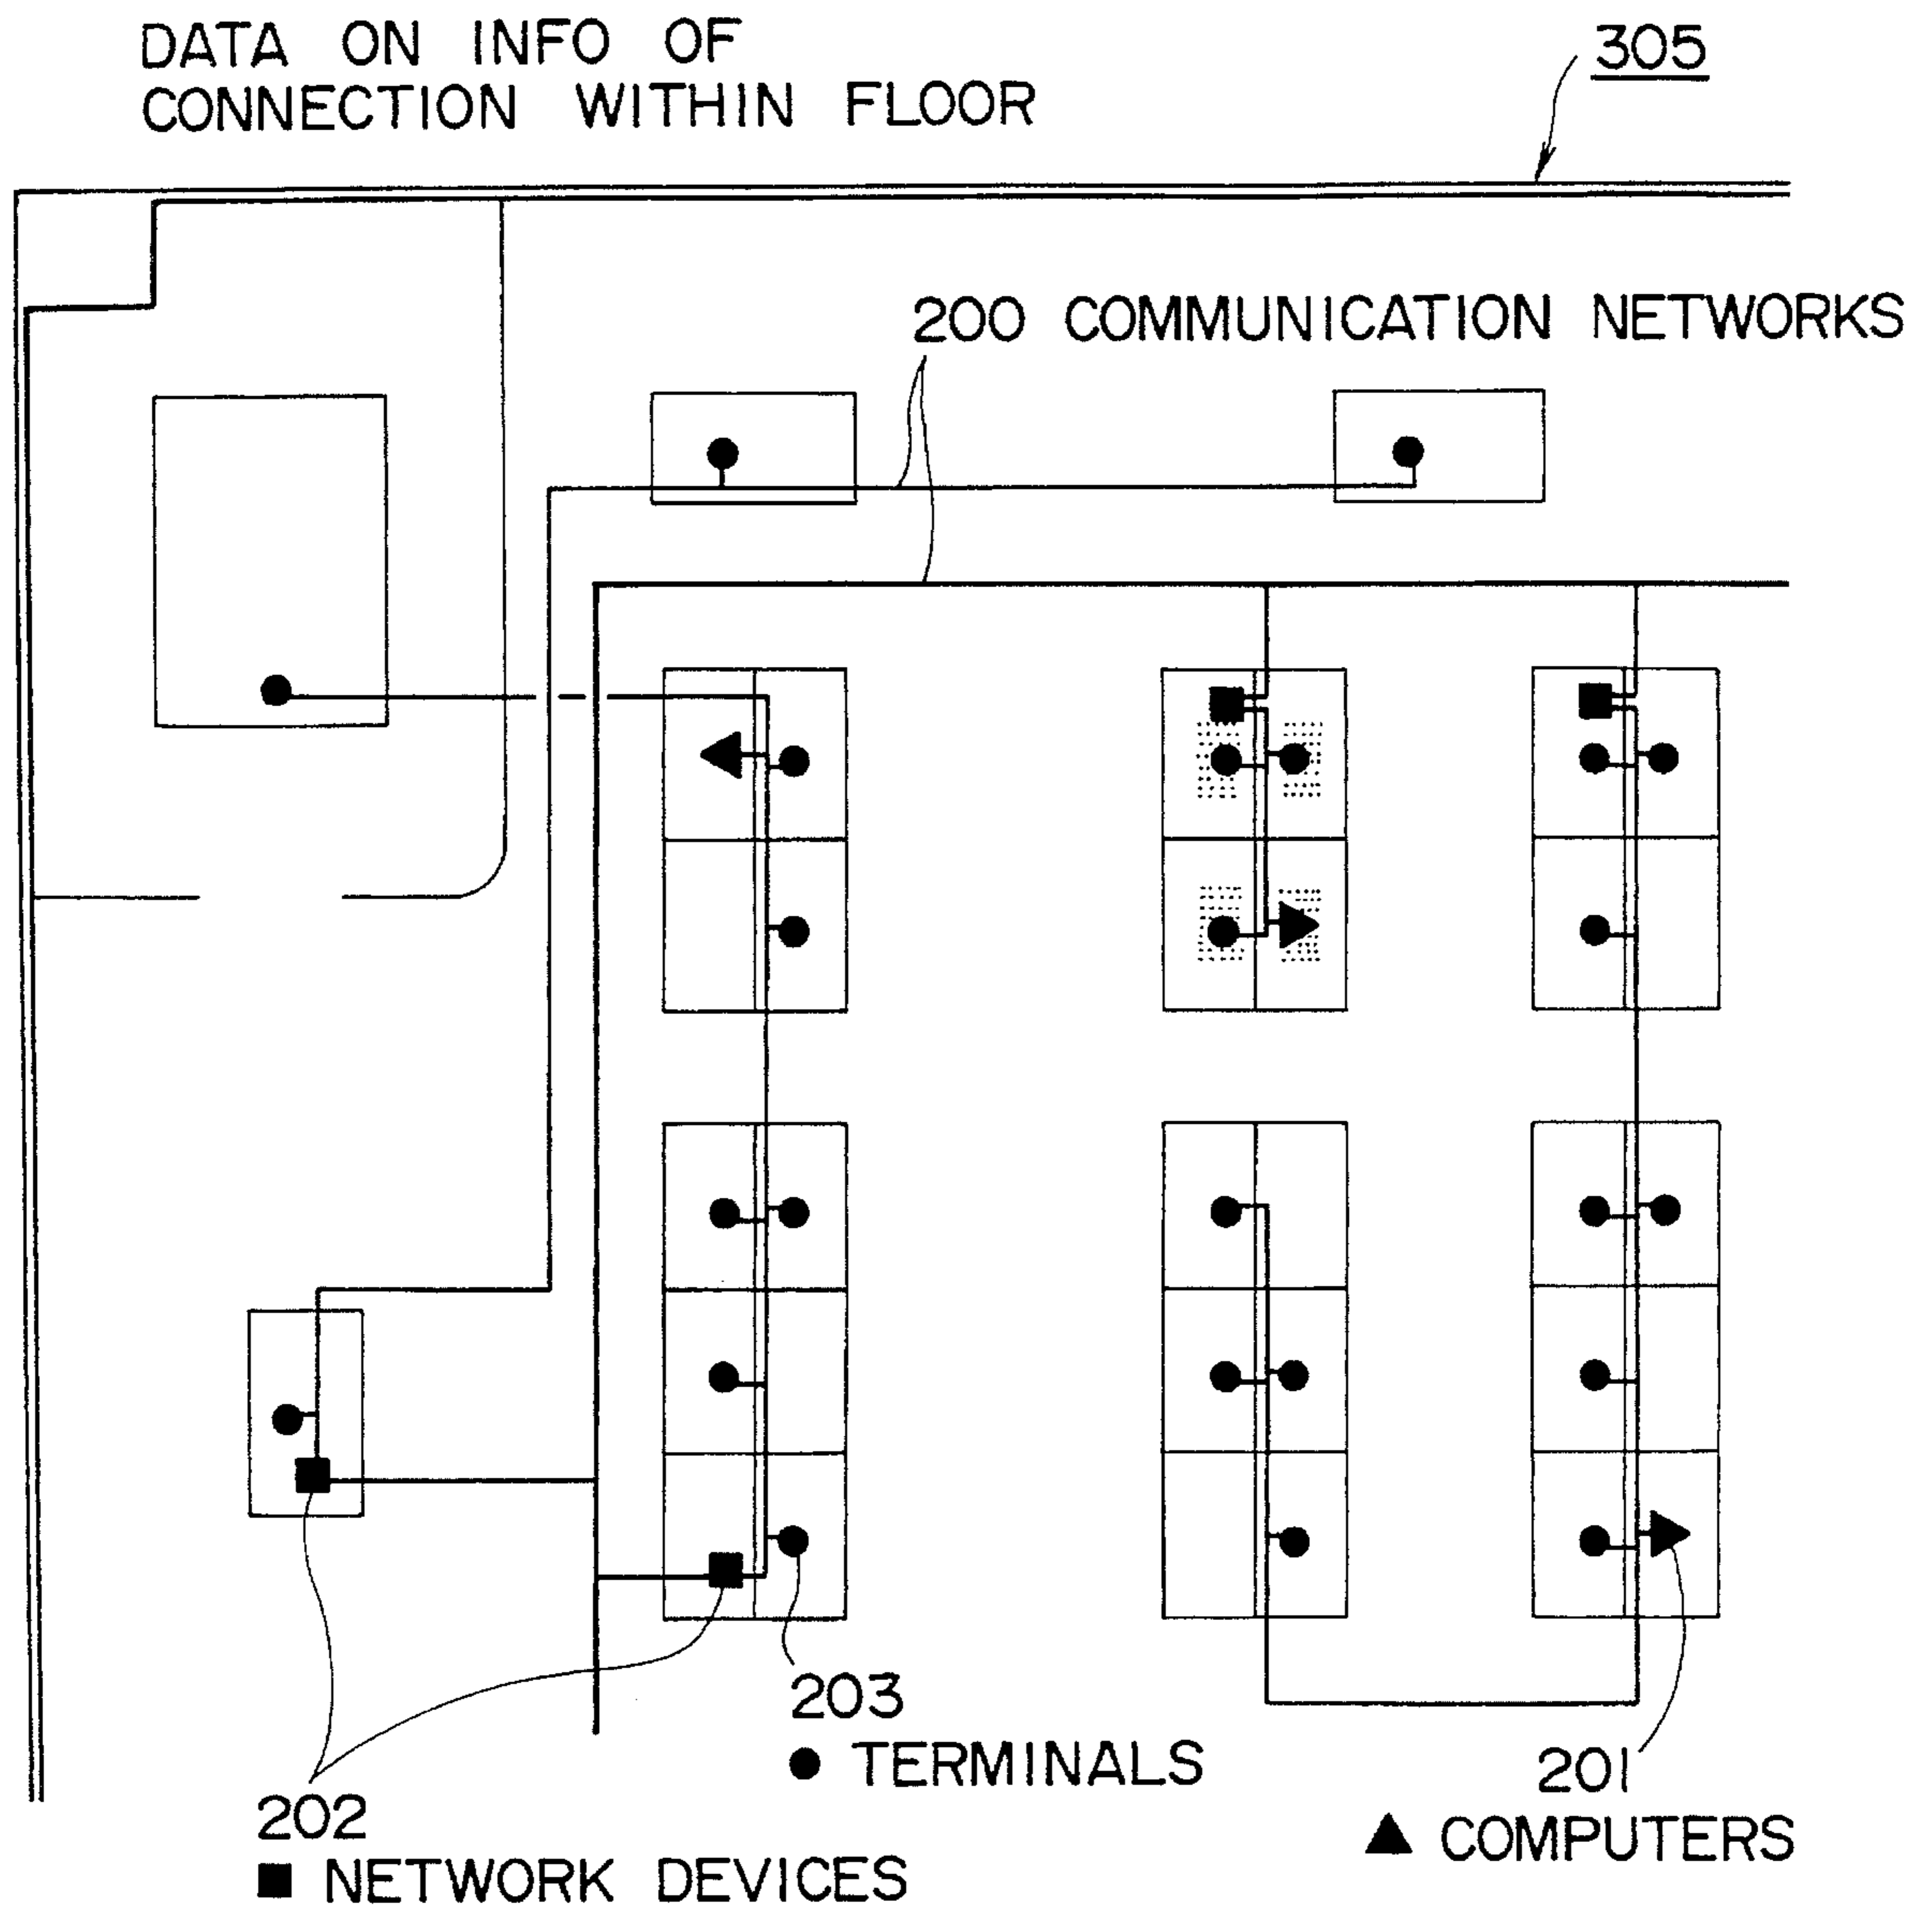 DATA ON INFO OF
CONNECTION WITHIN FLOOR
305
200 COMMUNICATION NETWORKS
203
TERMINALS
201
COMPUTERS
202
NETWORK DEVICES